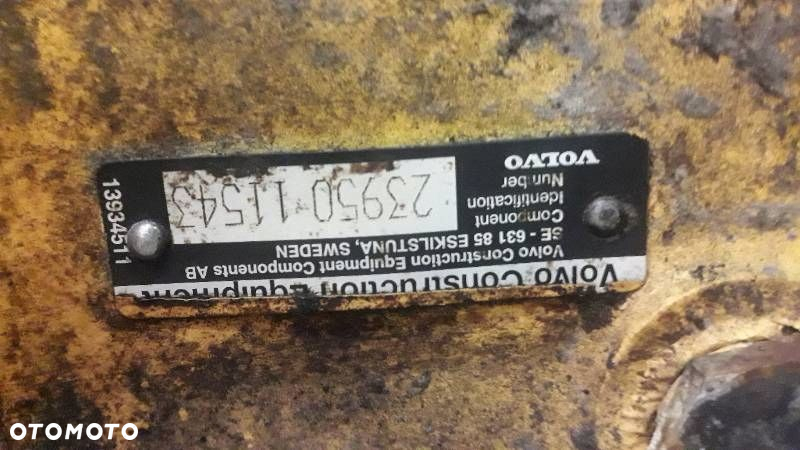 Volvo Construction Equipment
Volvo Construction Equipment Components AB
SE - 631 85 ESKILSTUNA, SWEDEN
Component
Identification
Number
23950 11543
VOLVO
13934511
OTOMOTO